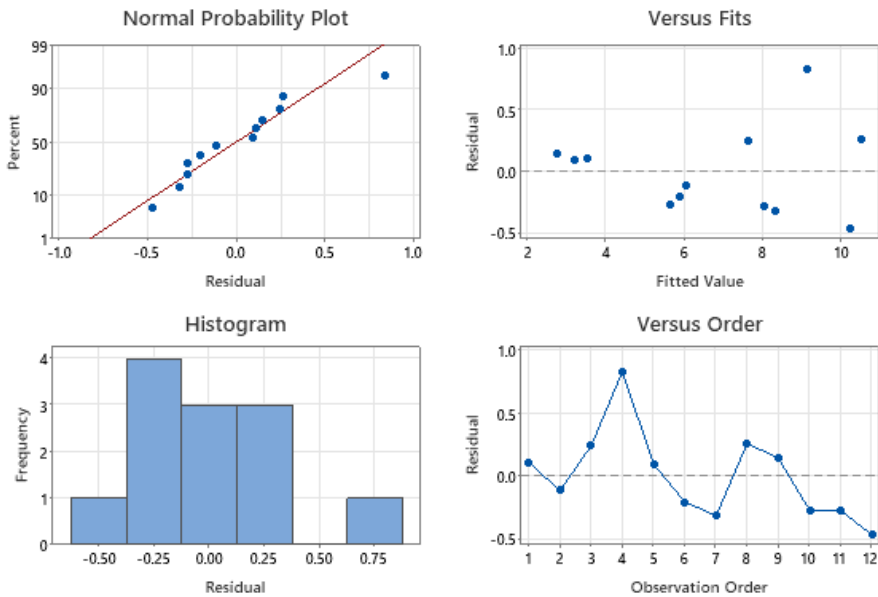 Normal Probability Plot
99
90
50
10
1
Percent
-1.0 -0.5 0.0 0.5 1.0
Residual
Versus Fits
1.0
0.5
0.0
-0.5
Residual
2 4 6 8 10
Fitted Value
Histogram
4
3
2
1
0
Frequency
-0.50 -0.25 0.00 0.25 0.50 0.75
Residual
Versus Order
1.0
0.5
0.0
-0.5
Residual
1 2 3 4 5 6 7 8 9 10 11 12
Observation Order